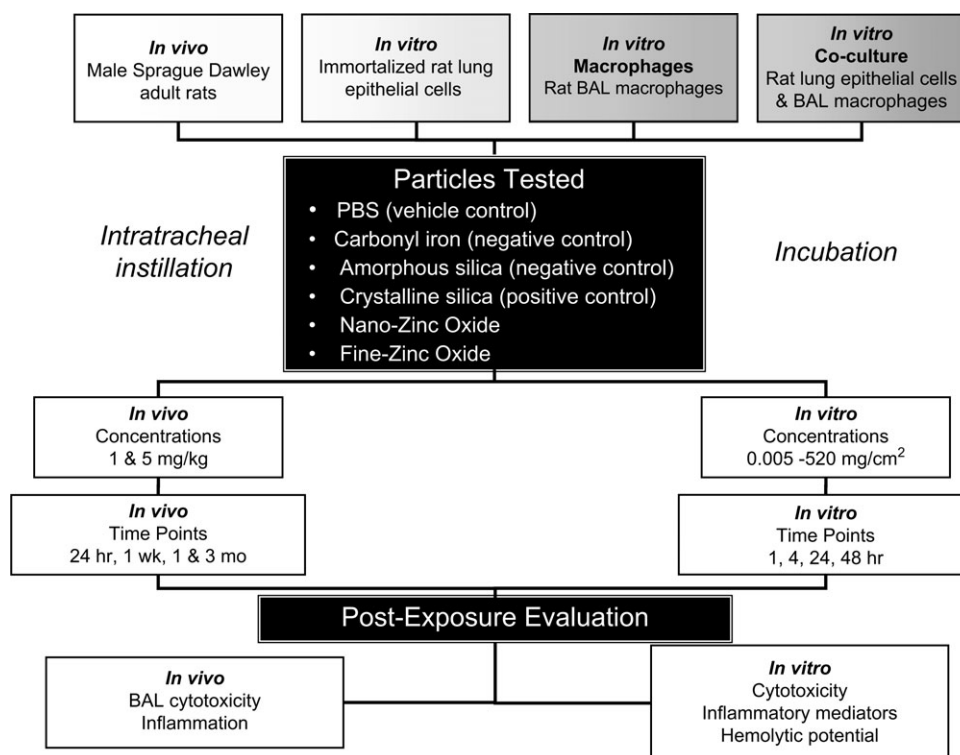 In vivo
Male Sprague Dawley
adult rats
In vitro
Immortalized rat lung
epithelial cells
In vitro
Macrophages
Rat BAL macrophages
In vitro
Co-culture
Rat lung epithelial cells
& BAL macrophages
Intratracheal
instillation
Particles Tested
• PBS (vehicle control)
• Carbonyl iron (negative control)
• Amorphous silica (negative control)
• Crystalline silica (positive control)
• Nano-Zinc Oxide
• Fine-Zinc Oxide
Incubation
In vivo
Concentrations
1 & 5 mg/kg
In vitro
Concentrations
0.005 -520 mg/cm²
In vivo
Time Points
24 hr, 1 wk, 1 & 3 mo
In vitro
Time Points
1, 4, 24, 48 hr
Post-Exposure Evaluation
In vivo
BAL cytotoxicity
Inflammation
In vitro
Cytotoxicity
Inflammatory mediators
Hemolytic potential